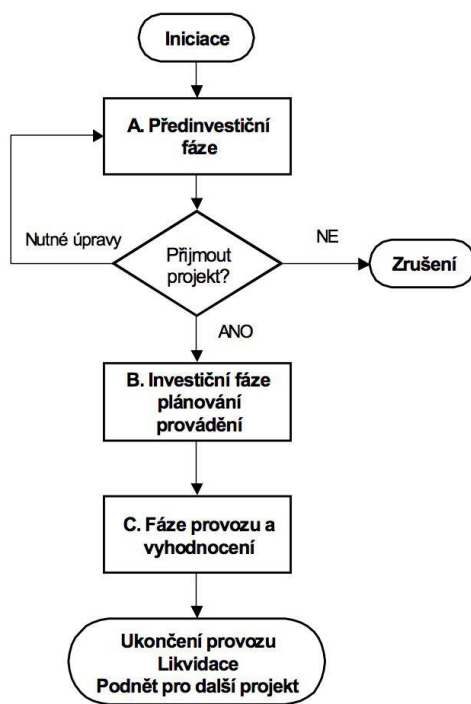 Iniciace
A. Předinvestiční
fáze
Nutné úpravy
Přijmout
projekt?
NE
Zrušení
ANO
B. Investiční fáze
plánování
provádění
C. Fáze provozu a
vyhodnocení
Ukončení provozu
Likvidace
Podnět pro další projekt